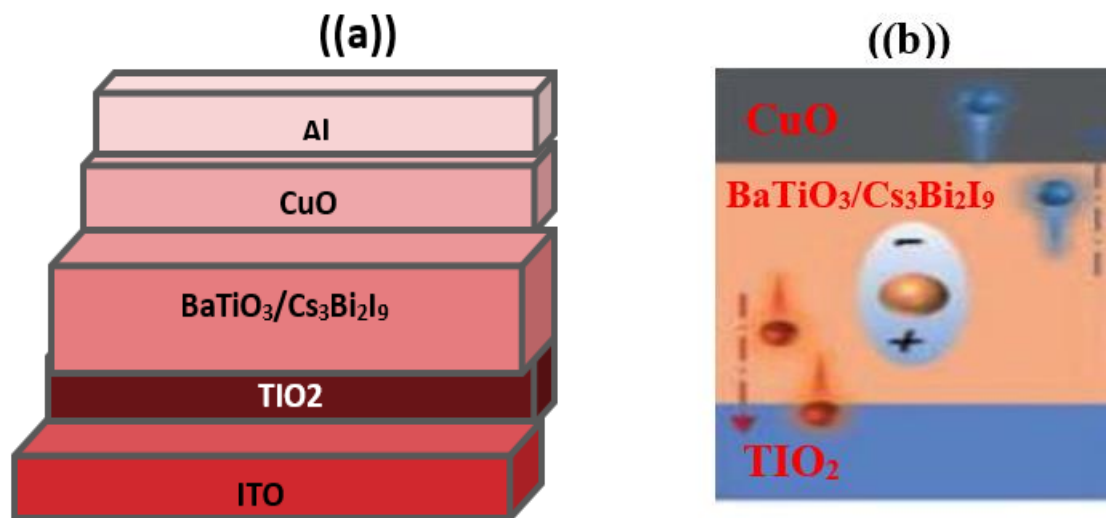 ((a))
Al
CuO
BaTiO₃/Cs₃Bi₂I₉
TIO2
ITO
((b))
CuO
BaTiO₃/Cs₃Bi₂I₉
−
+
TIO₂